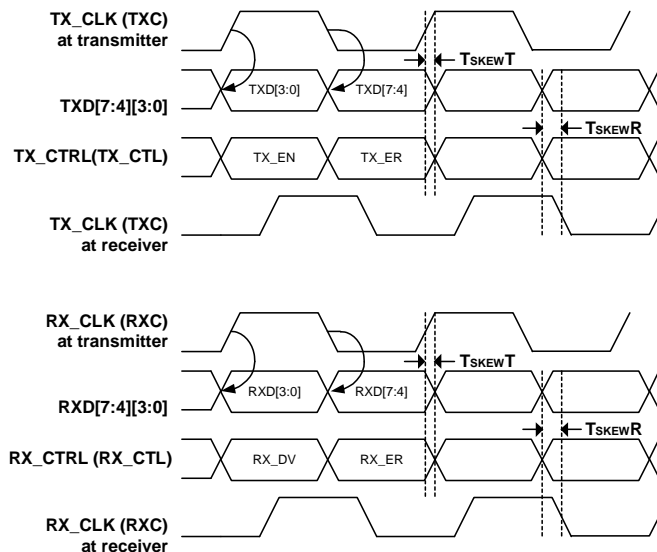 TX_CLK (TXC)
at transmitter
TSKEWT
TXD[7:4][3:0]
TXD[3:0]
TXD[7:4]
TSKEWR
TX_CTRL(TX_CTL)
TX_EN
TX_ER
TX_CLK (TXC)
at receiver
RX_CLK (RXC)
at transmitter
TSKEWT
RXD[7:4][3:0]
RXD[3:0]
RXD[7:4]
TSKEWR
RX_CTRL (RX_CTL)
RX_DV
RX_ER
RX_CLK (RXC)
at receiver